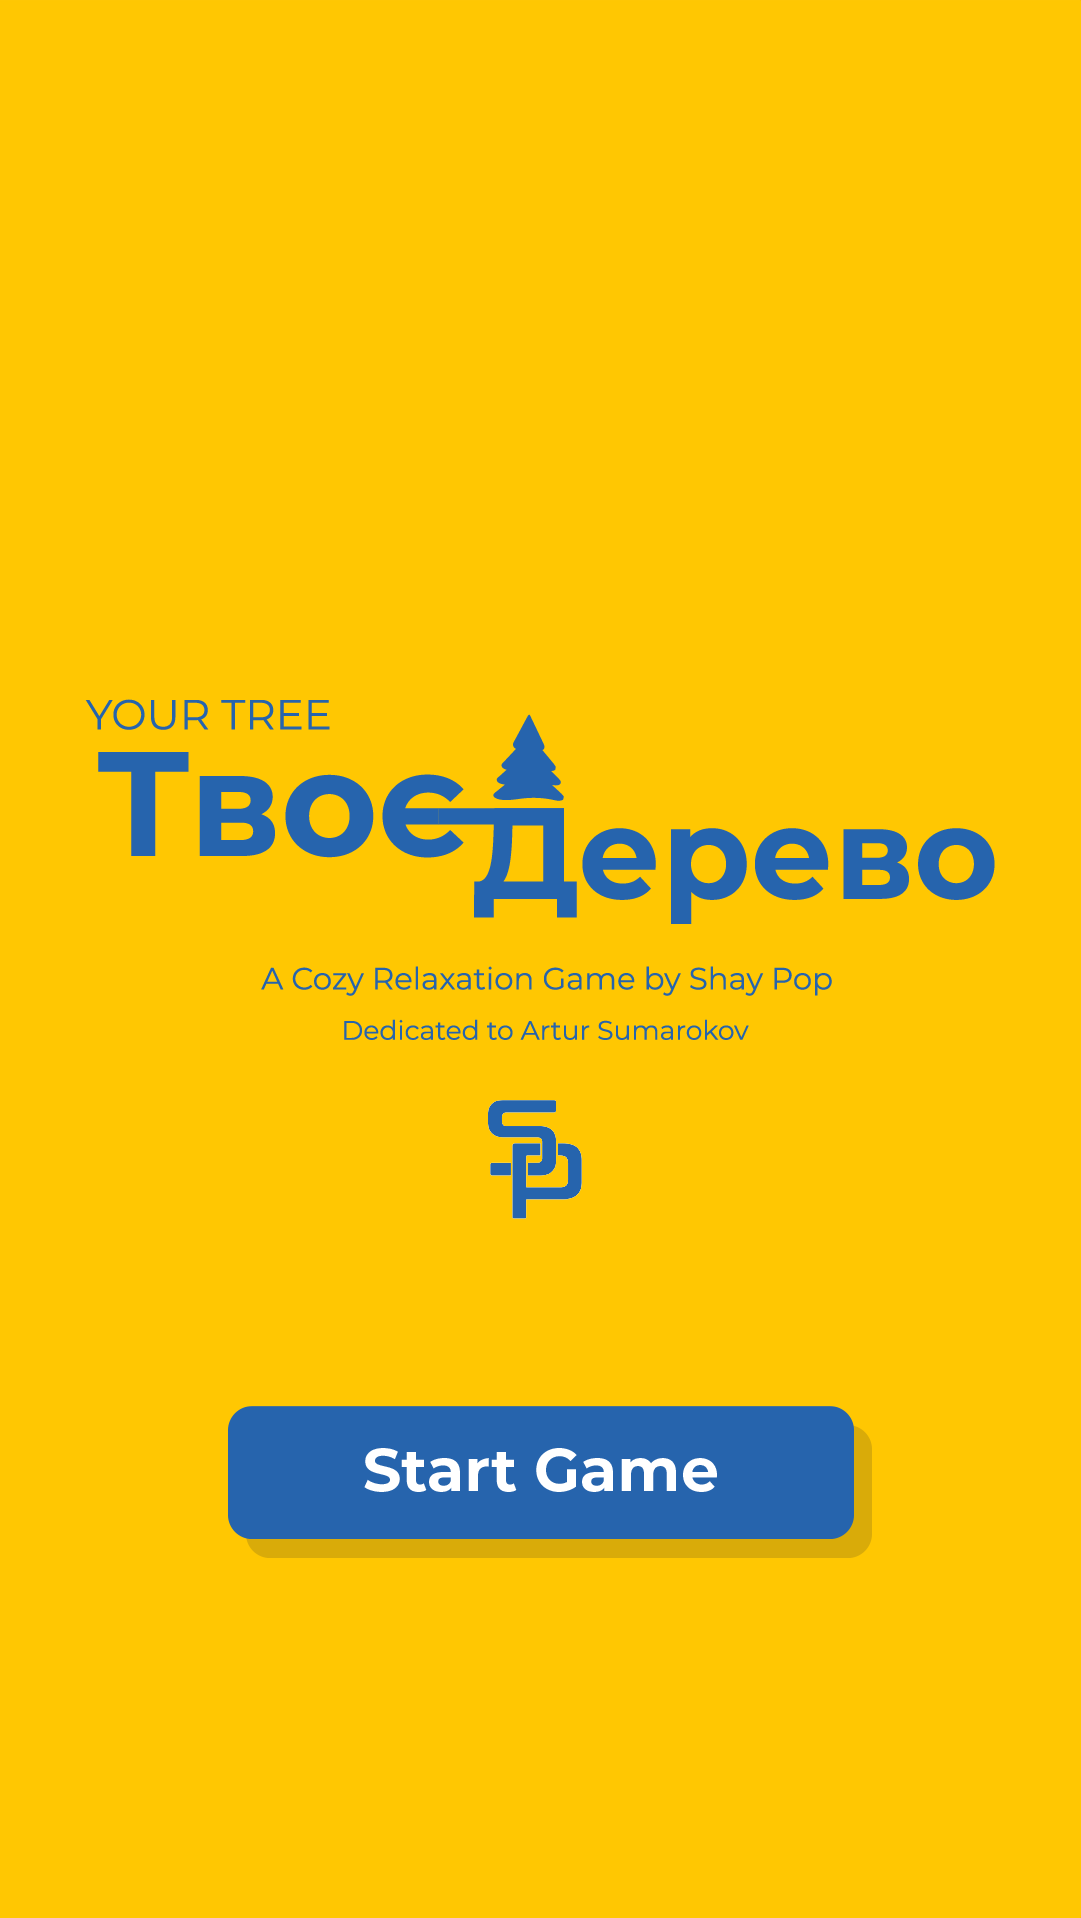 YOUR TREE
Твоє Дерево
A Cozy Relaxation Game by Shay Pop
Dedicated to Artur Sumarokov
SP
Start Game